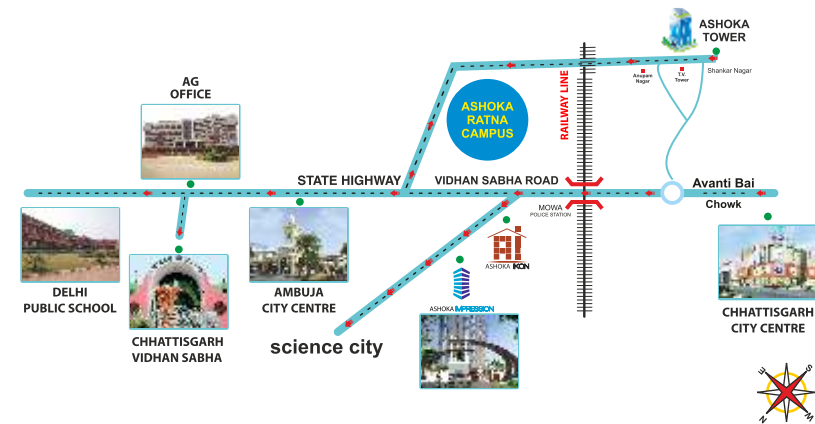 ASHOKA
TOWER
Shankar Nagar
T.V.
Tower
Anupam
Nagar
RAILWAY LINE
ASHOKA
RATNA
CAMPUS
AG
OFFICE
STATE HIGHWAY
VIDHAN SABHA ROAD
Avanti Bai
Chowk
MOWA
POLICE STATION
ASHOKA IKON
ASHOKA IMPRESSION
DELHI
PUBLIC SCHOOL
CHHATTISGARH
VIDHAN SABHA
AMBUJA
CITY CENTRE
science city
CHHATTISGARH
CITY CENTRE
E
S
N
W